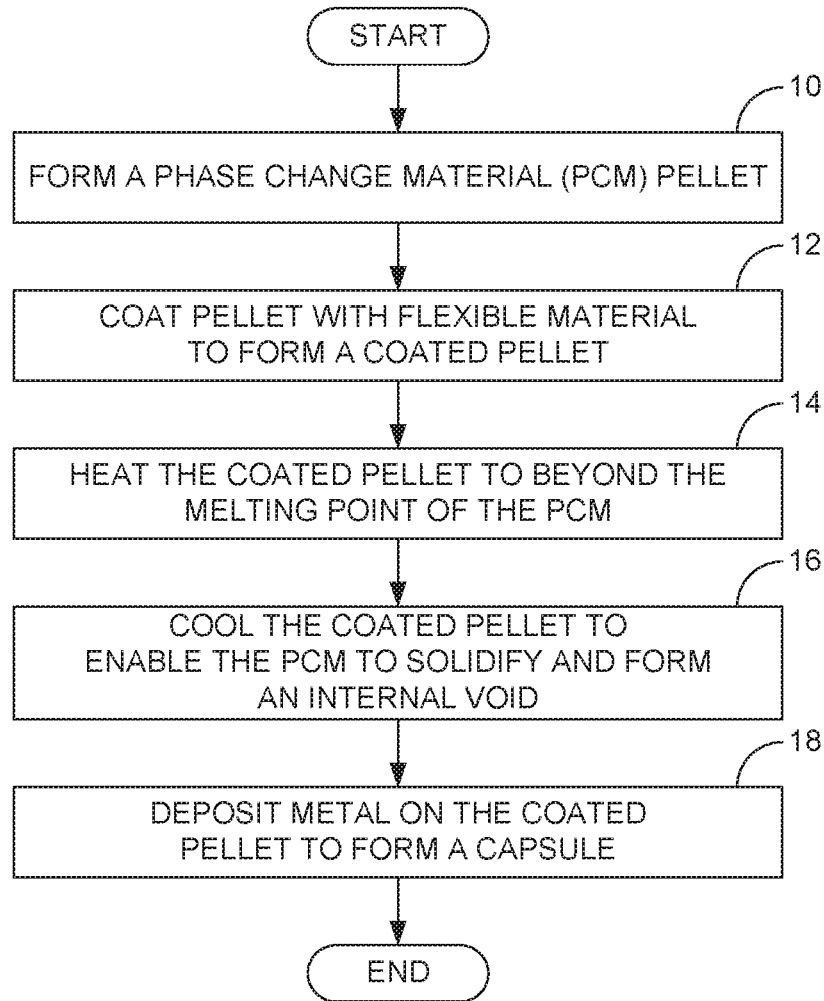 START
10
FORM A PHASE CHANGE MATERIAL (PCM) PELLET
12
COAT PELLET WITH FLEXIBLE MATERIAL
TO FORM A COATED PELLET
14
HEAT THE COATED PELLET TO BEYOND THE
MELTING POINT OF THE PCM
16
COOL THE COATED PELLET TO
ENABLE THE PCM TO SOLIDIFY AND FORM
AN INTERNAL VOID
18
DEPOSIT METAL ON THE COATED
PELLET TO FORM A CAPSULE
END